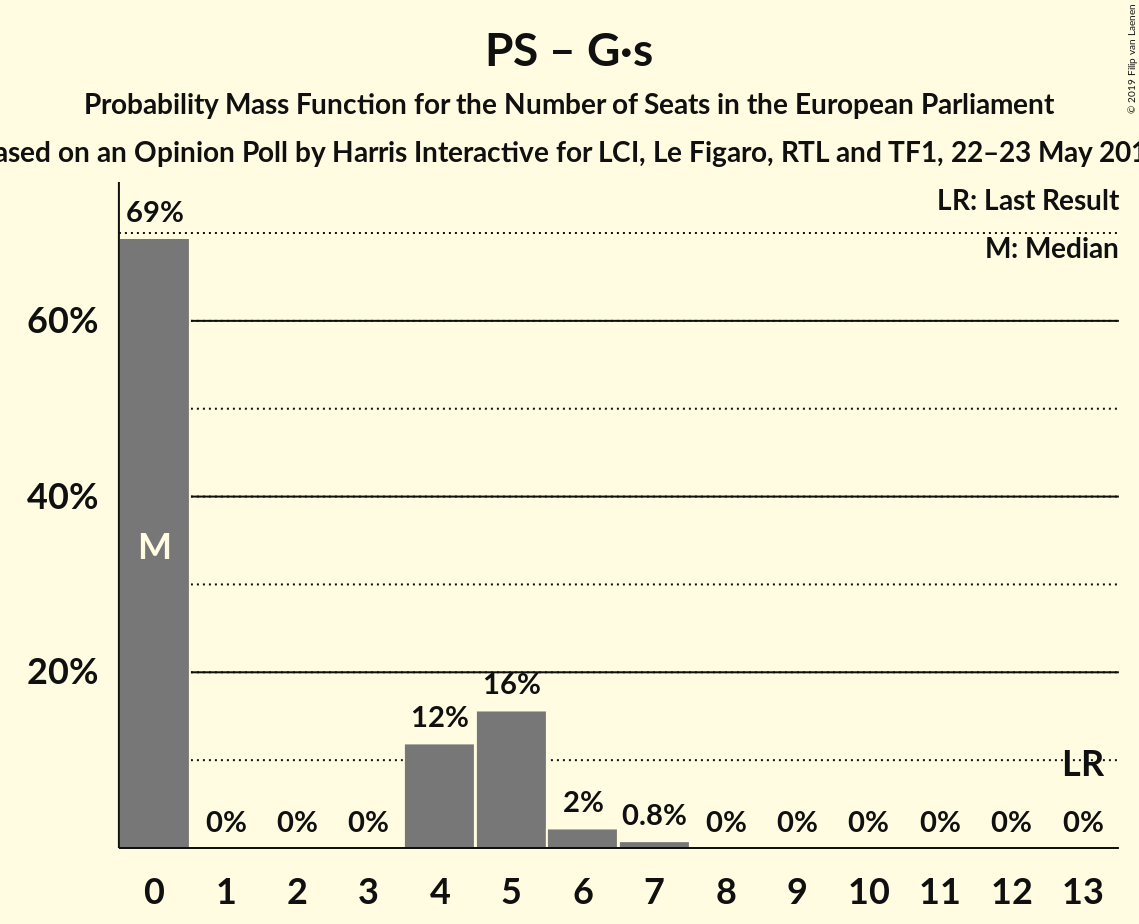 PS – G•s
Probability Mass Function for the Number of Seats in the European Parliament
on an Opinion Poll by Harris Interactive for LCI, Le Figaro, RTL and TF1, 22–23 May
© 2019 Filip van Laenen
LR: Last Result
M: Median
69%
60%
40%
M
20%
16%
12%
LR
2%
0.8%
0% 0% 0% 0% 0% 0% 0% 0% 0%
0 1 2 3 4 5 6 7 8 9 10 11 12 13